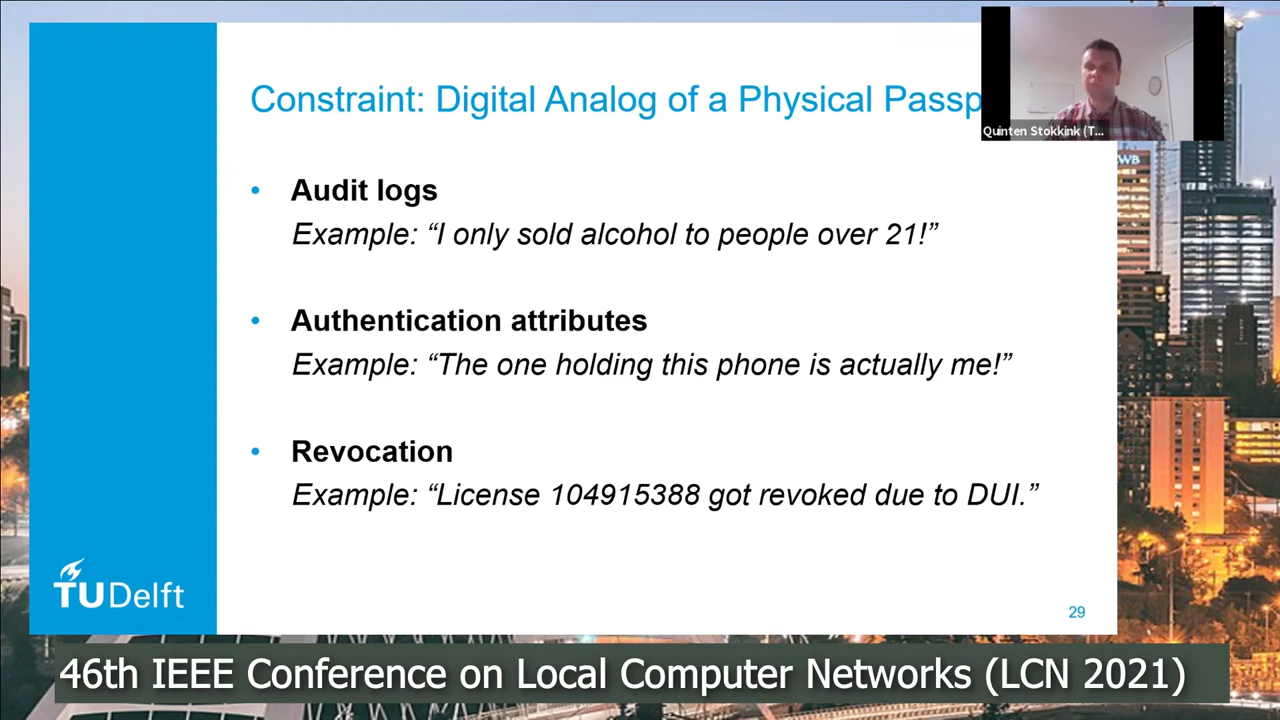 Constraint: Digital Analog of a Physical Passp
Quinten Stokkink (T...
• Audit logs
Example: “I only sold alcohol to people over 21!”
• Authentication attributes
Example: “The one holding this phone is actually me!”
• Revocation
Example: “License 104915388 got revoked due to DUI.”
TUDelft
29
46th IEEE Conference on Local Computer Networks (LCN 2021)